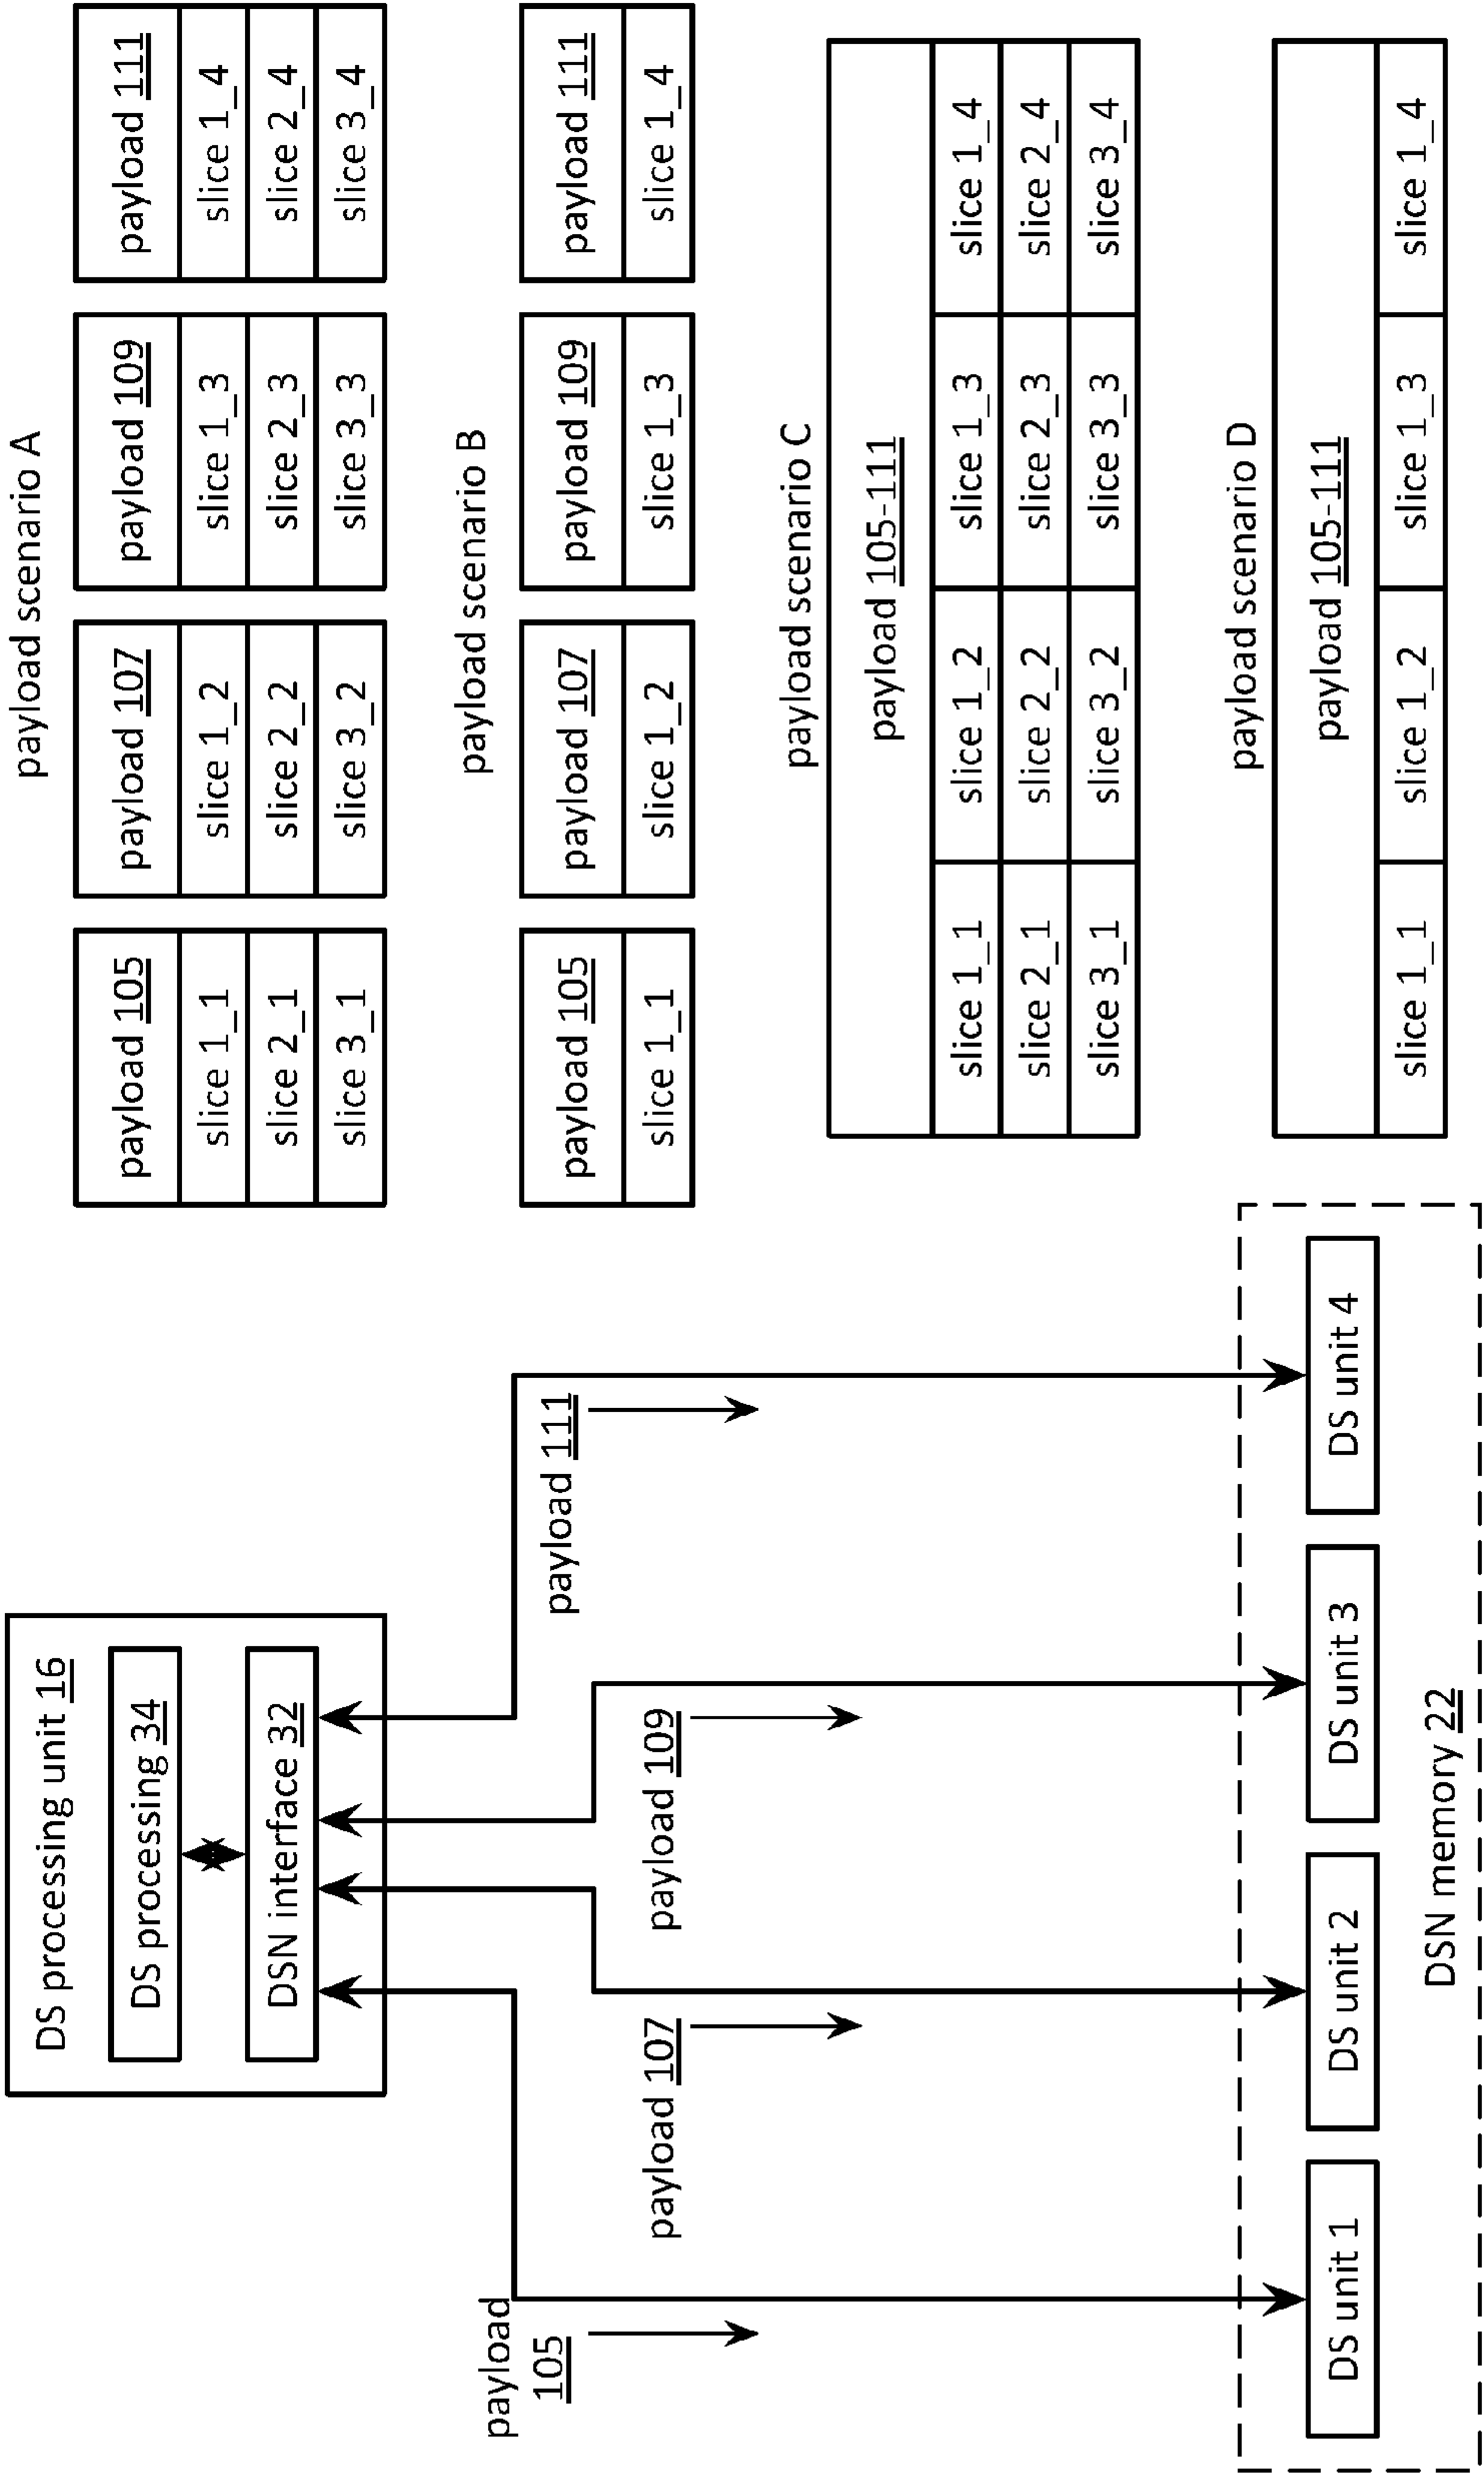 DS processing unit 16
DS processing 34
DSN interface 32
payload
105
payload 107
payload 109
payload 111
DS unit 1
DS unit 2
DS unit 3
DS unit 4
DSN memory 22
payload scenario A
payload 105
slice 1_1
slice 2_1
slice 3_1
payload 107
slice 1_2
slice 2_2
slice 3_2
payload 109
slice 1_3
slice 2_3
slice 3_3
payload 111
slice 1_4
slice 2_4
slice 3_4
payload scenario B
payload 105
slice 1_1
payload 107
slice 1_2
payload 109
slice 1_3
payload 111
slice 1_4
payload scenario C
payload 105-111
slice 1_1
slice 1_2
slice 1_3
slice 1_4
slice 2_1
slice 2_2
slice 2_3
slice 2_4
slice 3_1
slice 3_2
slice 3_3
slice 3_4
payload scenario D
payload 105-111
slice 1_1
slice 1_2
slice 1_3
slice 1_4